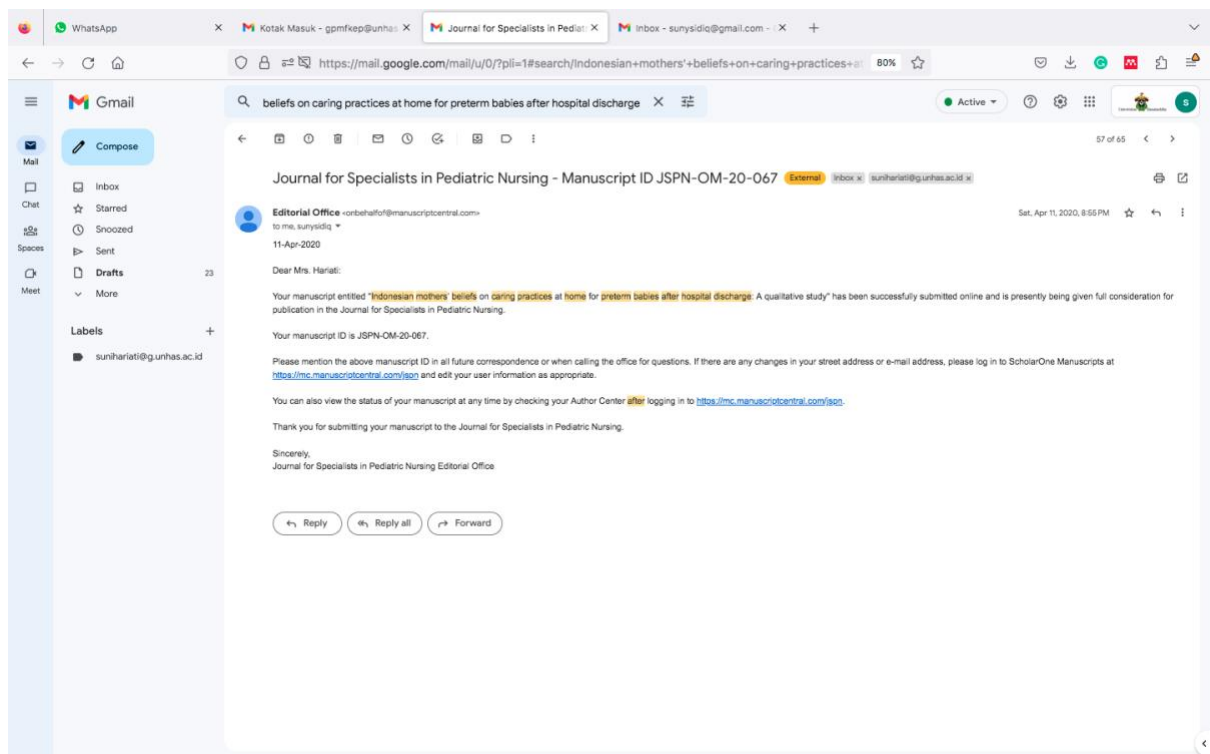 WhatsApp
Kotak Masuk - gpmfkep@unhas
Journal for Specialists in Pediat
Inbox - sunysidiq@gmail.com -
https://mail.google.com/mail/u/0/?pli=1#search/Indonesian+mothers'+beliefs+on+caring+practices+at
80%
Gmail
beliefs on caring practices at home for preterm babies after hospital discharge
Active
S
Mail
Chat
Spaces
Meet
Compose
Inbox
Starred
Snoozed
Sent
Drafts 23
More
Labels
sunihariati@g.unhas.ac.id
57 of 65
Journal for Specialists in Pediatric Nursing - Manuscript ID JSPN-OM-20-067 External Inbox x sunihariati@g.unhas.ac.id x
Editorial Office <onbehalfof@manuscriptcentral.com> Sat, Apr 11, 2020, 8:55 PM
to me, sunysidiq
11-Apr-2020
Dear Mrs. Hariati:
Your manuscript entitled "Indonesian mothers' beliefs on caring practices at home for preterm babies after hospital discharge: A qualitative study" has been successfully submitted online and is presently being given full consideration for
publication in the Journal for Specialists in Pediatric Nursing.
Your manuscript ID is JSPN-OM-20-067.
Please mention the above manuscript ID in all future correspondence or when calling the office for questions. If there are any changes in your street address or e-mail address, please log in to ScholarOne Manuscripts at
https://mc.manuscriptcentral.com/jspn and edit your user information as appropriate.
You can also view the status of your manuscript at any time by checking your Author Center after logging in to https://mc.manuscriptcentral.com/jspn.
Thank you for submitting your manuscript to the Journal for Specialists in Pediatric Nursing.
Sincerely,
Journal for Specialists in Pediatric Nursing Editorial Office
Reply
Reply all
Forward